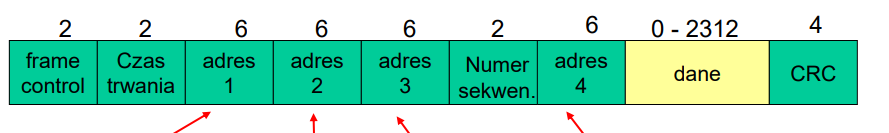 2 2 6 6 6 2 6 0 - 2312 4
frame control
Czas trwania
adres 1
adres 2
adres 3
Numer sekwen.
adres 4
dane
CRC